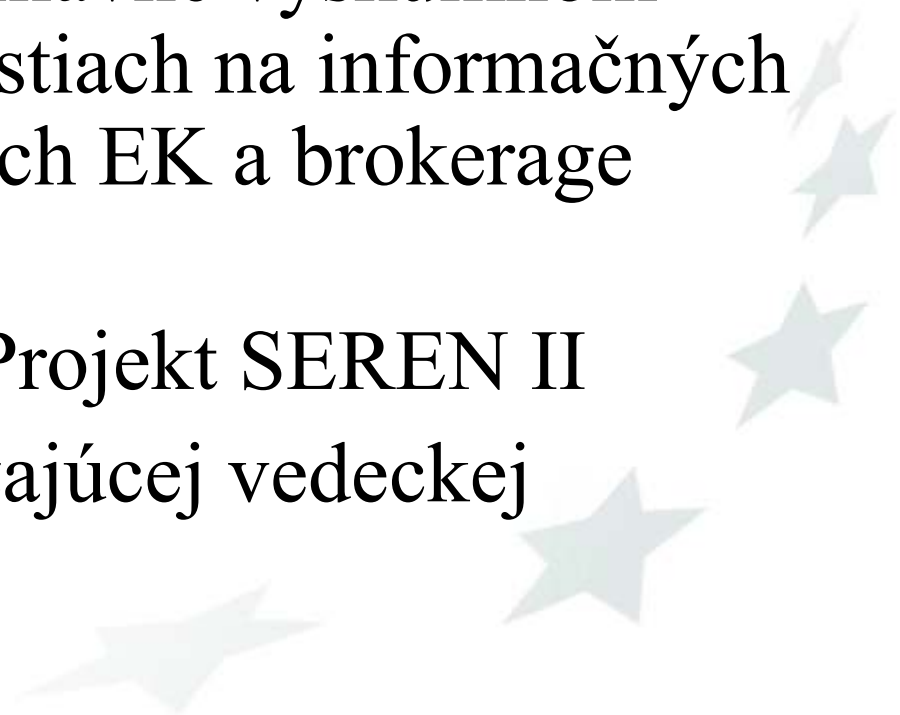 stiach na informačných
ch EK a brokerage
Projekt SEREN II
ajúcej vedeckej